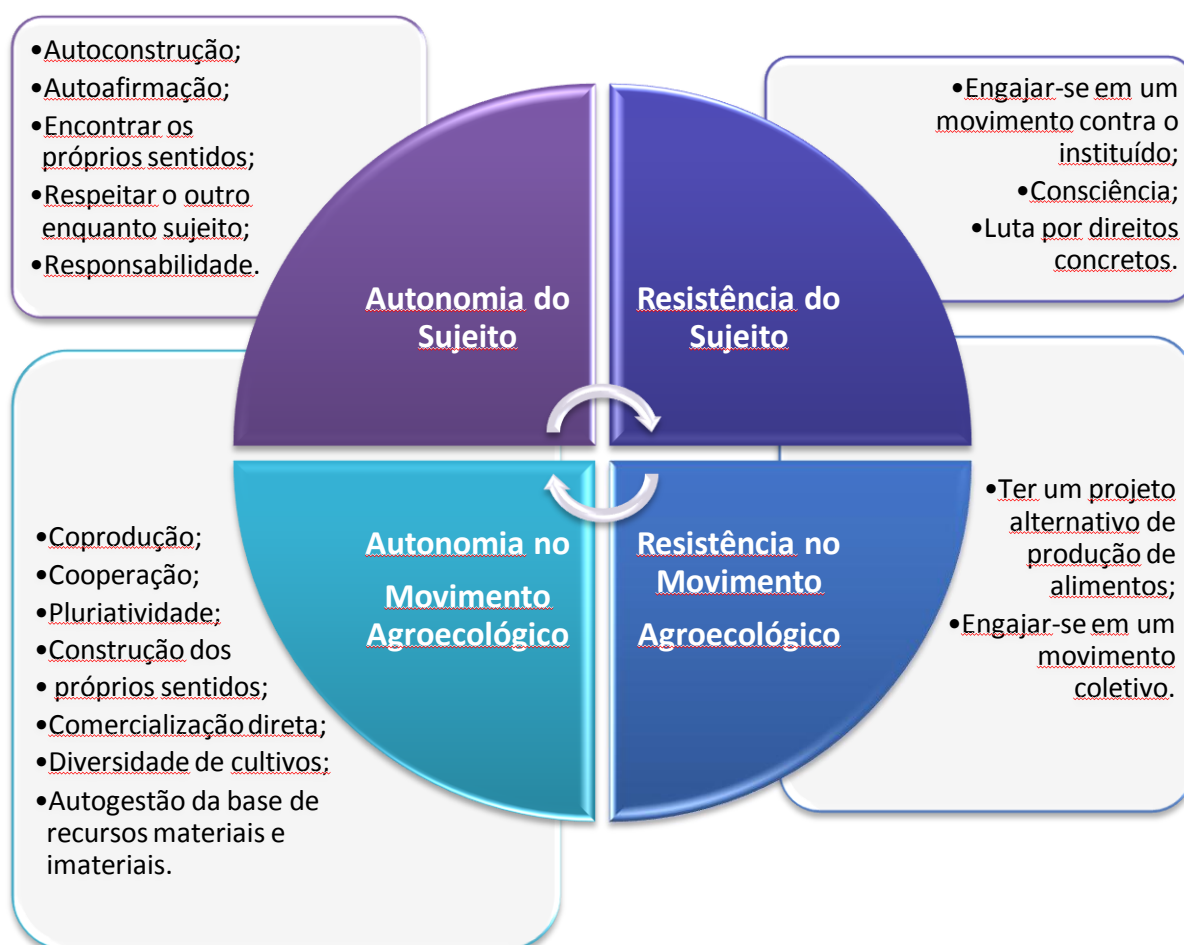 •Autoconstrução;
•Autoafirmação;
•Encontrar os
próprios sentidos;
•Respeitar o outro
enquanto sujeito;
•Responsabilidade.
•Engajar-se em um
movimento contra o
instituído;
•Consciência;
•Luta por direitos
concretos.
Autonomia do
Sujeito
Resistência do
Sujeito
Autonomia no
Movimento
Agroecológico
Resistência no
Movimento
Agroecológico
•Coprodução;
•Cooperação;
•Pluriatividade;
•Construção dos
• próprios sentidos;
•Comercialização direta;
•Diversidade de cultivos;
•Autogestão da base de
recursos materiais e
imateriais.
•Ter um projeto
alternativo de
produção de
alimentos;
•Engajar-se em um
movimento
coletivo.